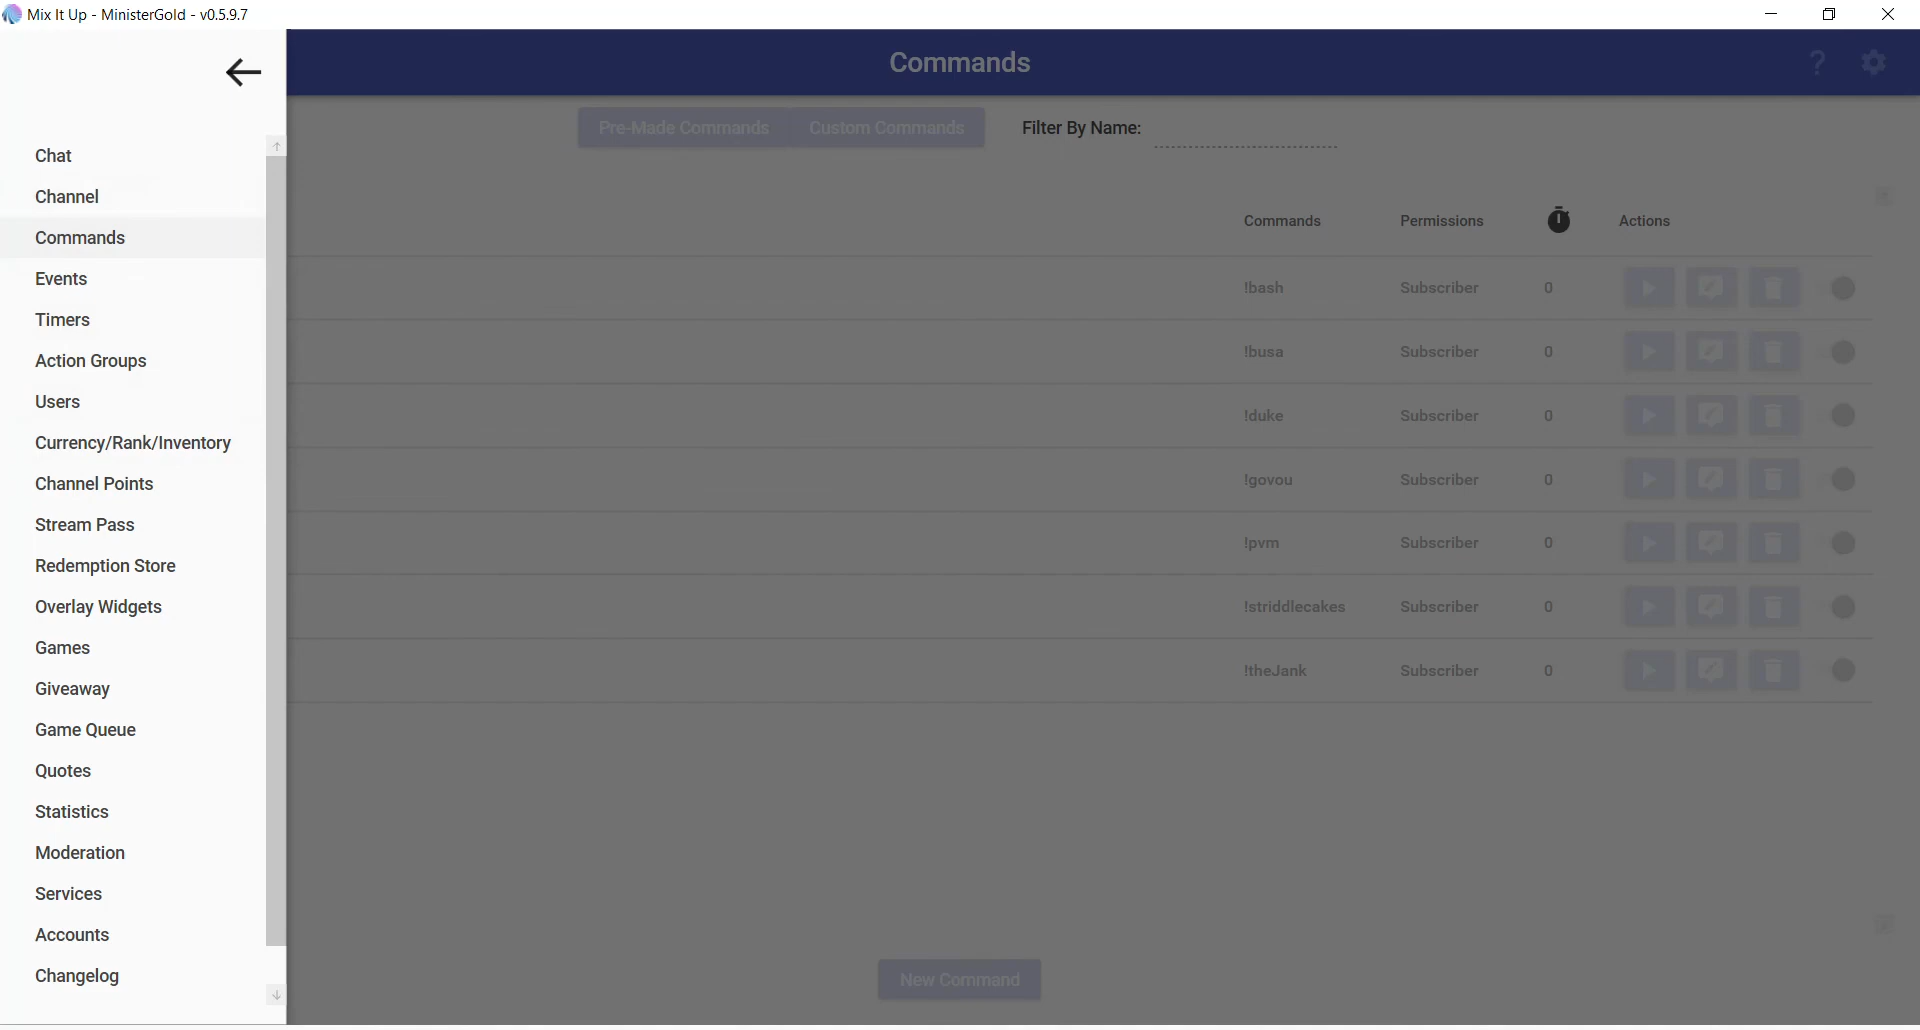 Mix It Up - MinisterGold - v0.5.9.7
Commands
?
Chat
Channel
Commands
Events
Timers
Action Groups
Users
Currency/Rank/Inventory
Channel Points
Stream Pass
Redemption Store
Overlay Widgets
Games
Giveaway
Game Queue
Quotes
Statistics
Moderation
Services
Accounts
Changelog
Pre-Made Commands Custom Commands Filter By Name:
Commands Permissions Actions
!bash Subscriber 0
!busa Subscriber 0
!duke Subscriber 0
!govou Subscriber 0
!pvm Subscriber 0
!striddlecakes Subscriber 0
!theJank Subscriber 0
New Command